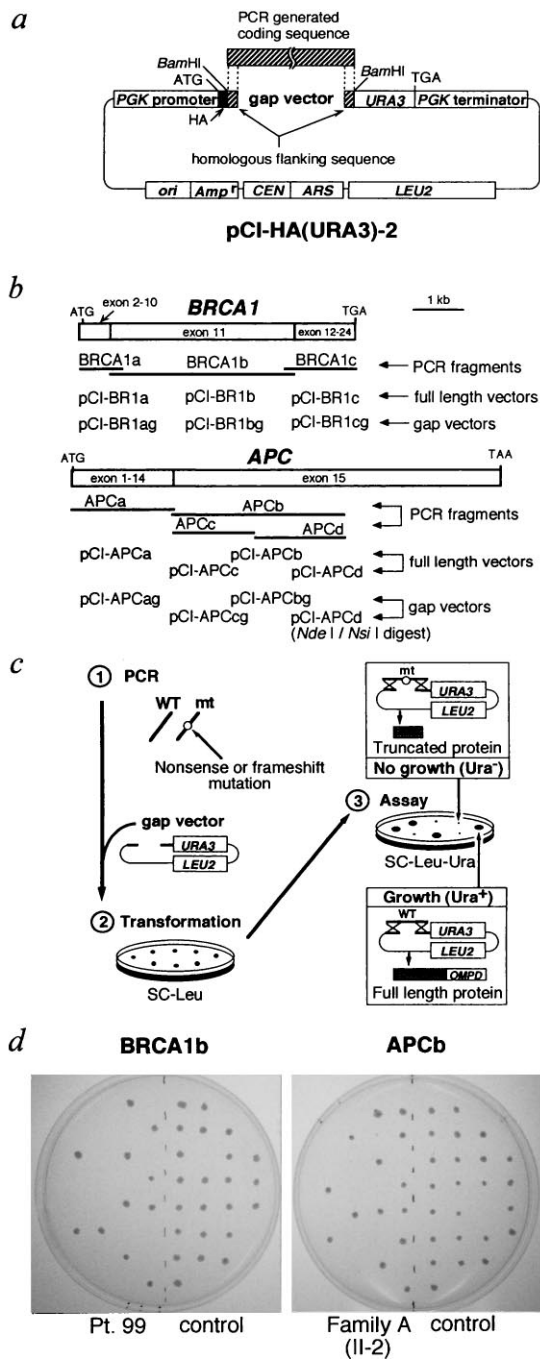 a
PCR generated
coding sequence
BamHI
ATG
BamHI
TGA
PGK promoter
gap vector
URA3
PGK terminator
HA
homologous flanking sequence
ori
Ampr
CEN
ARS
LEU2
pCI-HA(URA3)-2
b
exon 2-10
BRCA1
1 kb
ATG
TGA
exon 11
exon 12-24
BRCA1a
BRCA1b
BRCA1c
PCR fragments
pCI-BR1a
pCI-BR1b
pCI-BR1c
full length vectors
pCI-BR1ag
pCI-BR1bg
pCI-BR1cg
gap vectors
ATG
APC
TAA
exon 1-14
exon 15
APCa
APCb
APCc
APCd
PCR fragments
pCI-APCa
pCI-APCb
pCI-APCc
pCI-APCd
full length vectors
pCI-APCag
pCI-APCbg
pCI-APCcg
pCI-APCd
gap vectors
(Nde I / Nsi I digest)
c
1 PCR
WT
mt
Nonsense or frameshift
mutation
gap vector
URA3
LEU2
2 Transformation
SC-Leu
mt
URA3
LEU2
Truncated protein
No growth (Ura-)
3 Assay
SC-Leu-Ura
Growth (Ura+)
WT
URA3
LEU2
OMPD
Full length protein
d
BRCA1b
APCb
Pt. 99
control
Family A
(II-2)
control